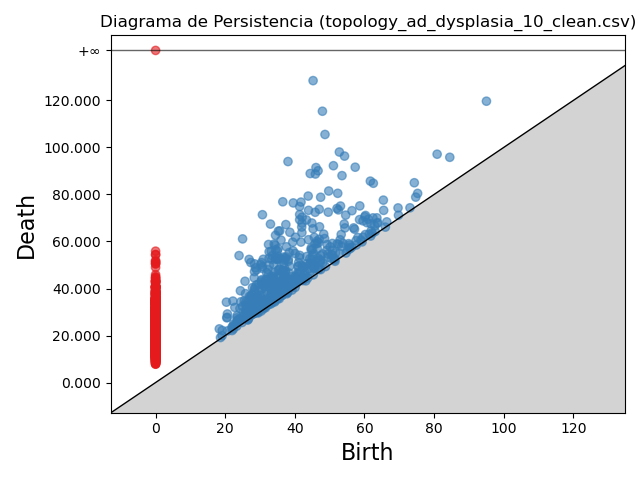 Diagrama de Persistencia (topology_ad_dysplasia_10_clean.csv)
+∞
120.000
100.000
80.000
60.000
40.000
20.000
0.000
Death
0 20 40 60 80 100 120
Birth